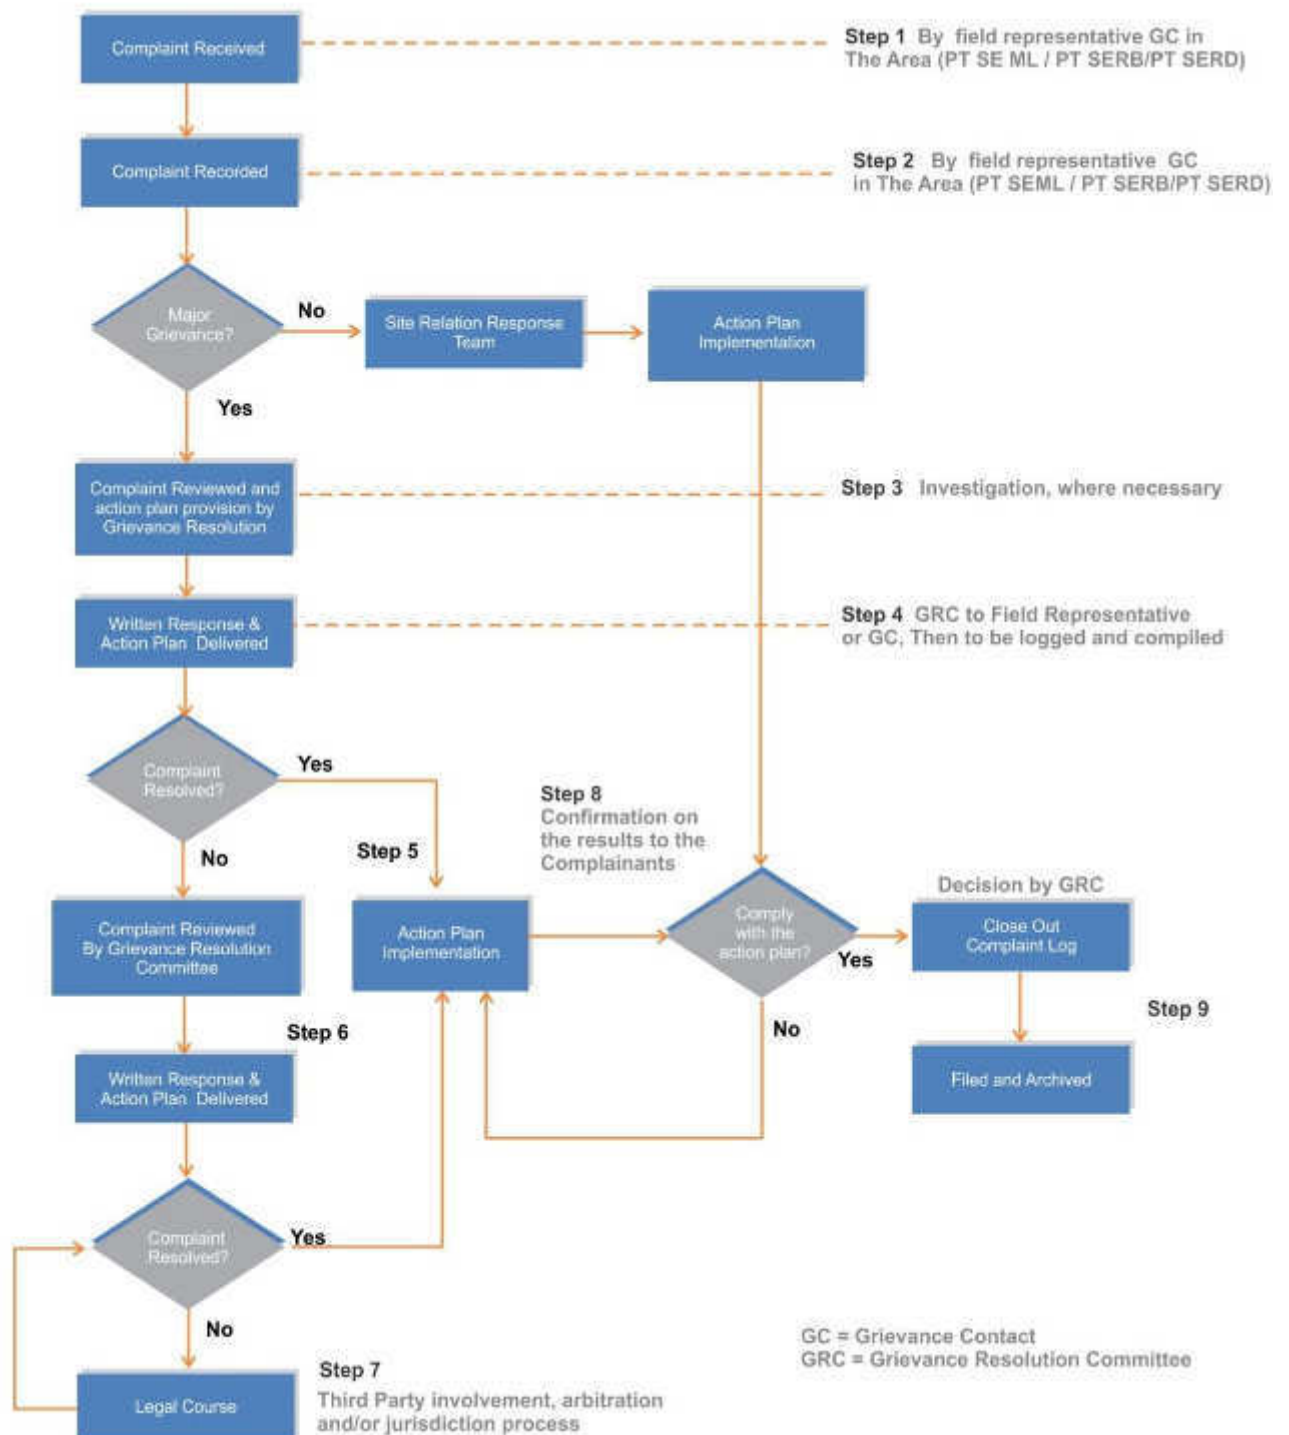 Complaint Received
Step 1 By field representative GC in
The Area (PT SE ML / PT SERB/PT SERD)
Complaint Recorded
Step 2 By field representative GC
in The Area (PT SEML / PT SERB/PT SERD)
Major
Grievance?
No
Site Relation Response
Team
Action Plan
Implementation
Yes
Complaint Reviewed and
action plan provision by
Grievance Resolution
Step 3 Investigation, where necessary
Written Response &
Action Plan Delivered
Step 4 GRC to Field Representative
or GC, Then to be logged and compiled
Complaint
Resolved?
Yes
No
Step 5
Step 8
Confirmation on
the results to the
Complainants
Complaint Reviewed
By Grievance Resolution
Committee
Action Plan
Implementation
Comply
with the
action plan?
Yes
No
Decision by GRC
Close Out
Complaint Log
Step 9
Filed and Archived
Step 6
Written Response &
Action Plan Delivered
Complaint
Resolved?
Yes
No
Legal Course
Step 7
Third Party involvement, arbitration
and/or jurisdiction process
GC = Grievance Contact
GRC = Grievance Resolution Committee